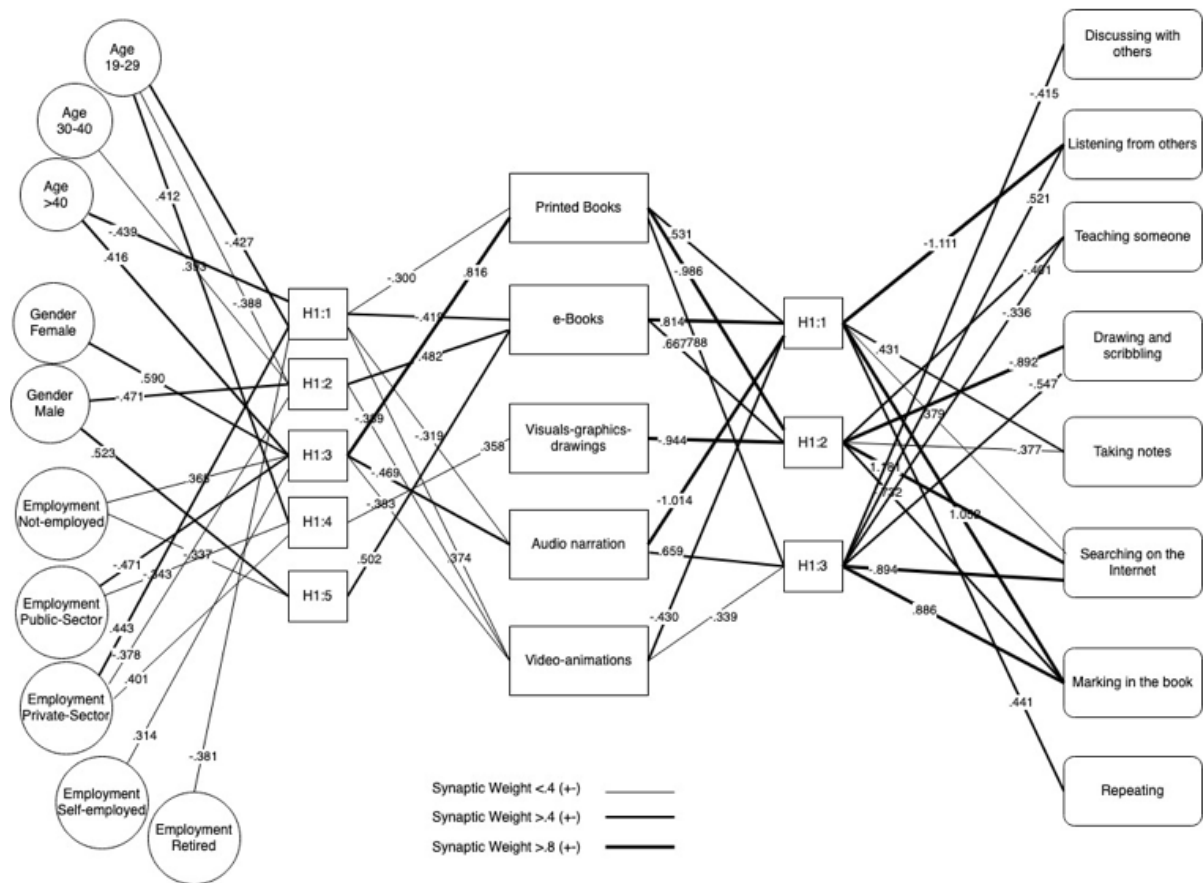 Age
19-29
Age
30-40
Age
>40
Gender
Female
Gender
Male
Employment
Not-employed
Employment
Public-Sector
Employment
Private-Sector
Employment
Self-employed
Employment
Retired
.412
-.439
.416
-.427
.393
-.388
.590
-.471
.523
.365
-.337
-.471
-.343
.443
-.378
.401
.314
-.381
H1:1
H1:2
H1:3
H1:4
H1:5
-.300
.816
-.419
.482
-.319
.358
-.469
-.383
.374
.502
Printed Books
e-Books
Visuals-graphics-
drawings
Audio narration
Video-animations
.531
-.986
.814
.667
.788
-.944
-1.014
.659
-.430
-.339
H1:1
H1:2
H1:3
-.415
.521
-1.111
-.336
.431
-.892
-.547
-.377
1.181
-.894
.886
.441
Discussing with
others
Listening from others
Teaching someone
Drawing and
scribbling
Taking notes
Searching on the
Internet
Marking in the book
Repeating
Synaptic Weight <.4 (+-)
Synaptic Weight >.4 (+-)
Synaptic Weight >.8 (+-)